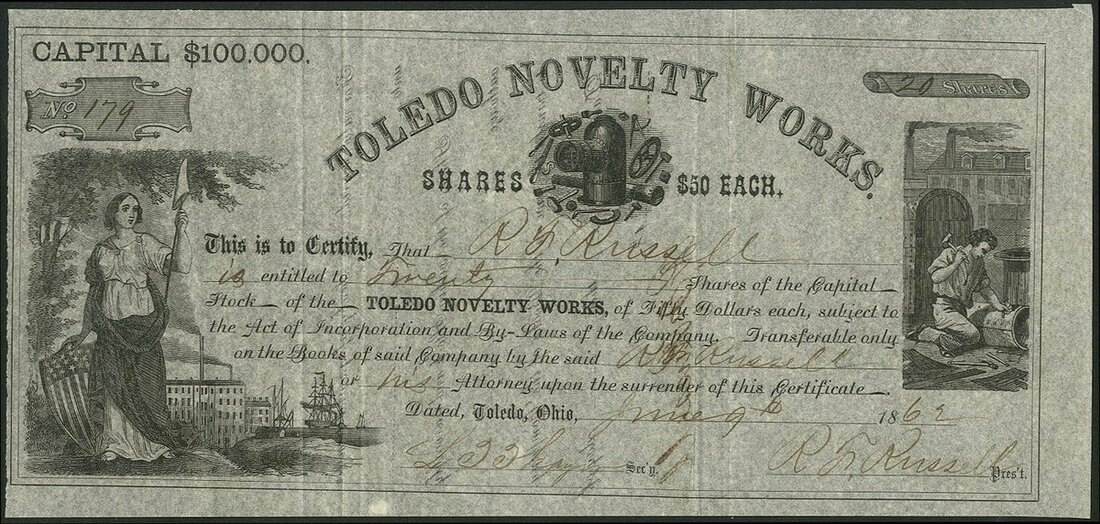 CAPITAL $100.000.
No. 179
20 Shares
TOLEDO NOVELTY WORKS.
SHARES $50 EACH.
This is to Certify, That R. F. Russell
is entitled to Twenty Shares of the Capital
Stock of the TOLEDO NOVELTY WORKS, of Fifty Dollars each, subject to
the Act of Incorporation and By-Laws of the Company. Transferable only
on the Books of said Company by the said R. F. Russell
or his Attorney upon the surrender of this Certificate.
Dated, Toledo, Ohio, June 9th 1862
Sec'y. R. F. Russell Pres't.